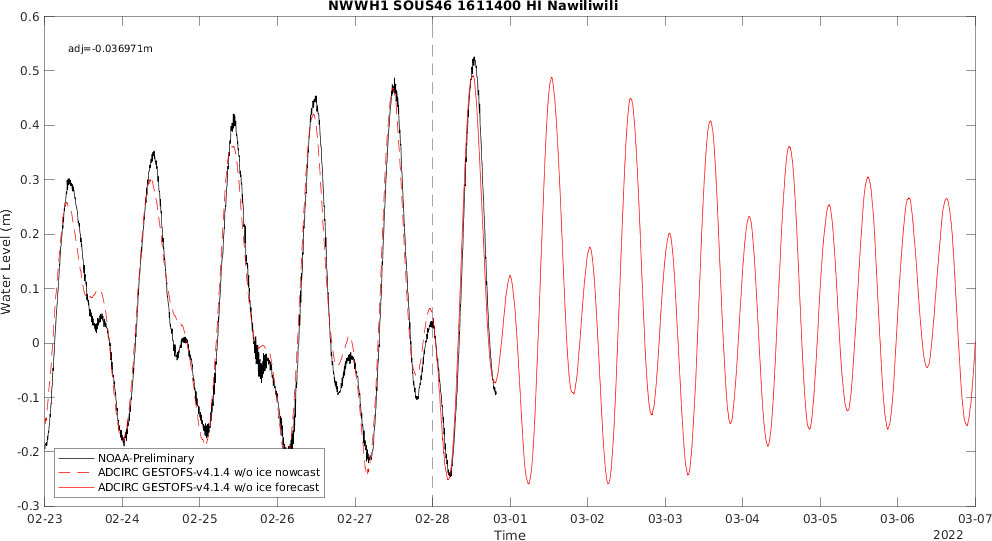 NWWH1 SOUS46 1611400 HI Nawiliwili
adj=-0.036971m
Water Level (m)
0.6
0.5
0.4
0.3
0.2
0.1
0
-0.1
-0.2
-0.3
NOAA-Preliminary
ADCIRC GESTOFS-v4.1.4 w/o ice nowcast
ADCIRC GESTOFS-v4.1.4 w/o ice forecast
02-23 02-24 02-25 02-26 02-27 02-28 03-01 03-02 03-03 03-04 03-05 03-06 03-07
Time
2022